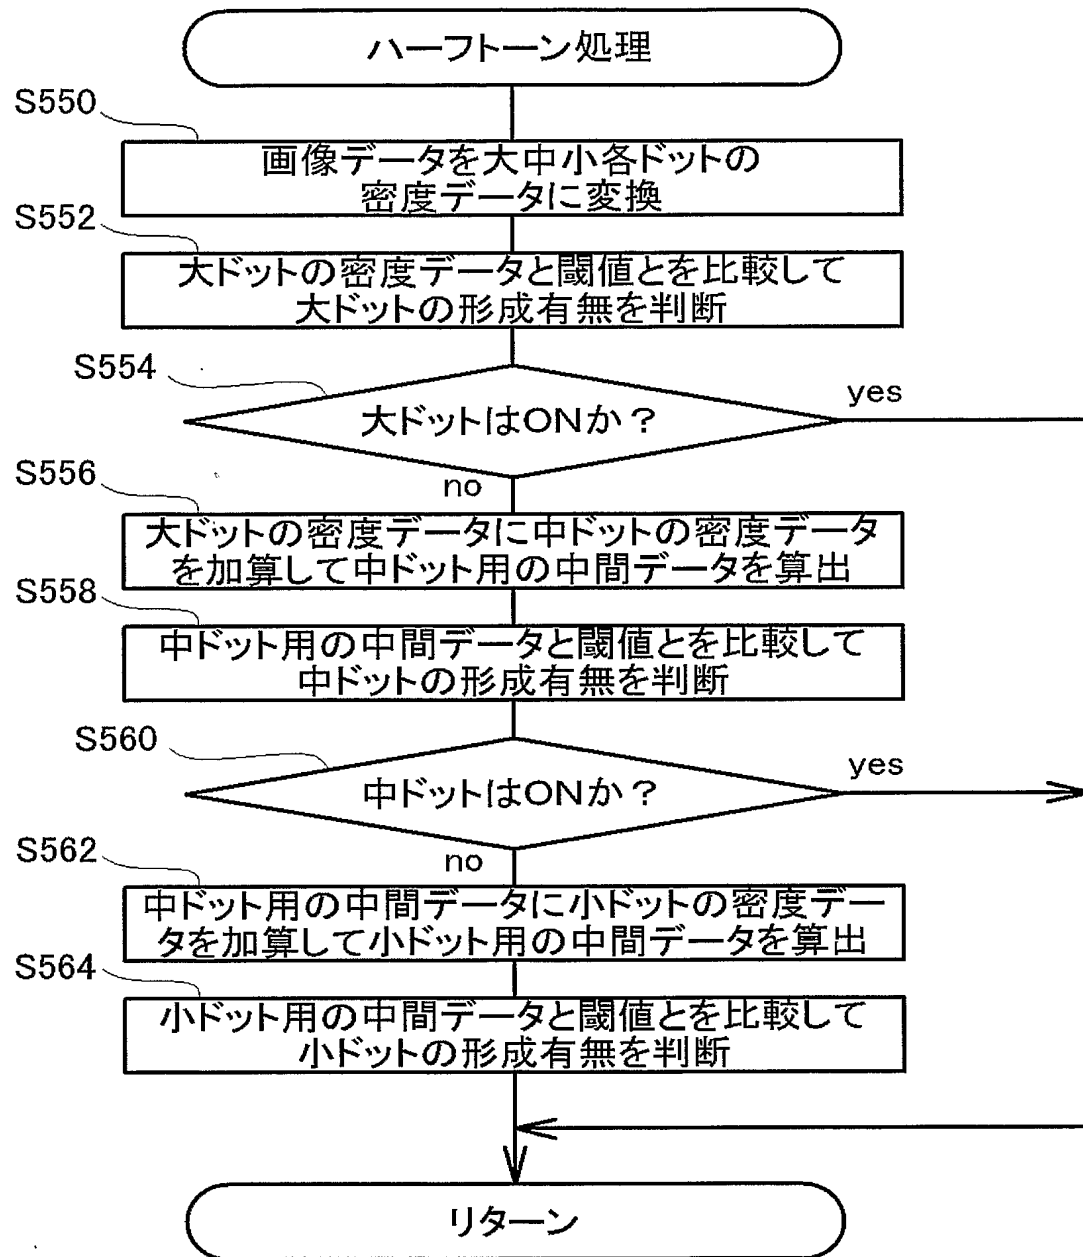 ハーフトーン処理
S550
画像データを大中小各ドットの
密度データに変換
S552
大ドットの密度データと閾値とを比較して
大ドットの形成有無を判断
S554
大ドットはONか？
yes
no
S556
大ドットの密度データに中ドットの密度データ
を加算して中ドット用の中間データを算出
S558
中ドット用の中間データと閾値とを比較して
中ドットの形成有無を判断
S560
中ドットはONか？
yes
no
S562
中ドット用の中間データに小ドットの密度デー
タを加算して小ドット用の中間データを算出
S564
小ドット用の中間データと閾値とを比較して
小ドットの形成有無を判断
リターン